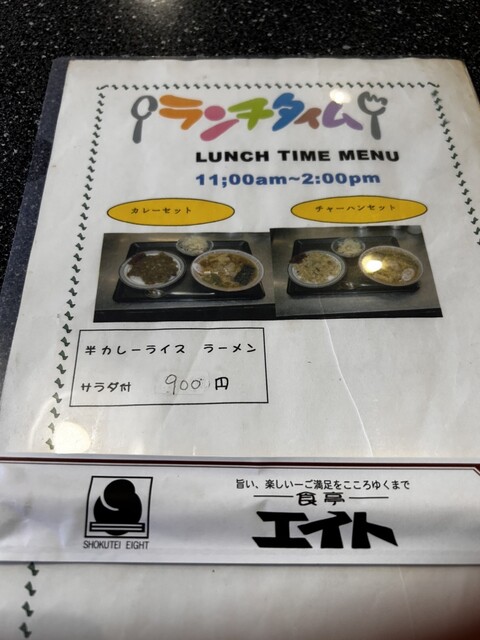 ランチタイム
LUNCH TIME MENU
11;00am~2:00pm
カレーセット
チャーハンセット
半カレーライス ラーメン
サラダ付 900円
旨い、楽しい一ご満足をこころゆくまで
食亭
エイト
SHOKUTEI EIGHT